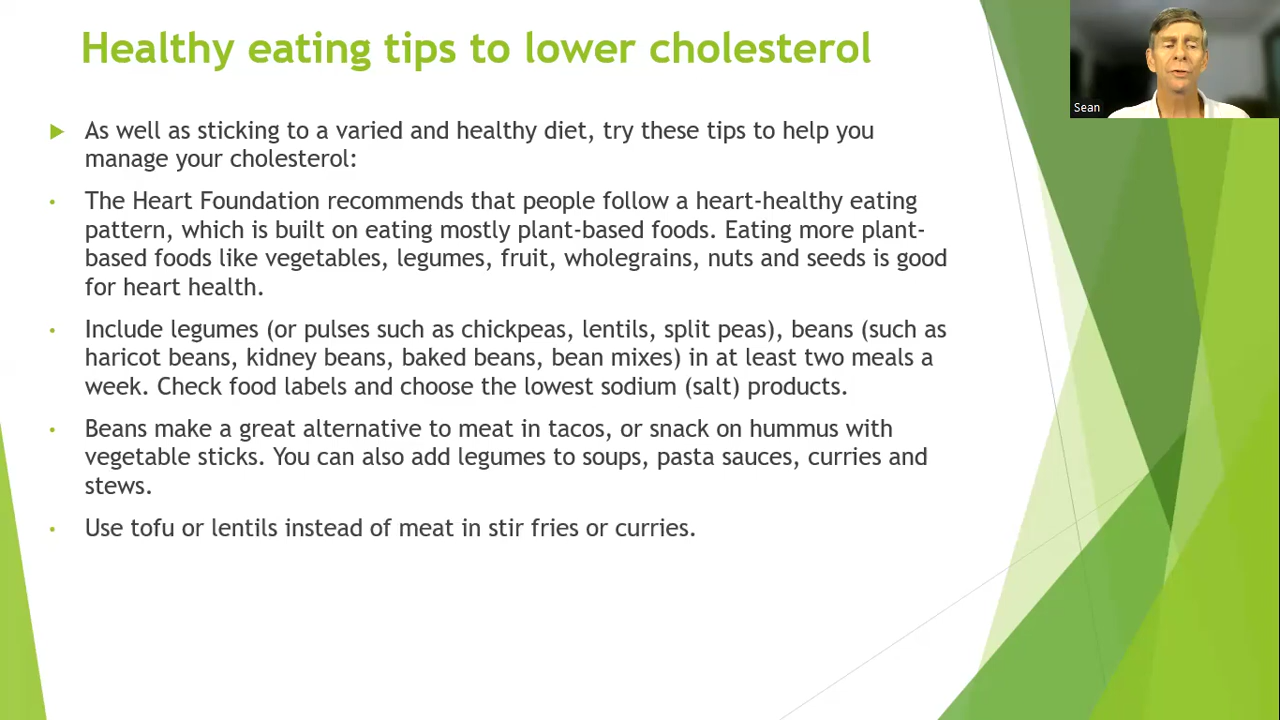 Healthy eating tips to lower cholesterol
Sean
As well as sticking to a varied and healthy diet, try these tips to help you
manage your cholesterol:
The Heart Foundation recommends that people follow a heart-healthy eating
pattern, which is built on eating mostly plant-based foods. Eating more plant-
based foods like vegetables, legumes, fruit, wholegrains, nuts and seeds is good
for heart health.
Include legumes (or pulses such as chickpeas, lentils, split peas), beans (such as
haricot beans, kidney beans, baked beans, bean mixes) in at least two meals a
week. Check food labels and choose the lowest sodium (salt) products.
Beans make a great alternative to meat in tacos, or snack on hummus with
vegetable sticks. You can also add legumes to soups, pasta sauces, curries and
stews.
Use tofu or lentils instead of meat in stir fries or curries.